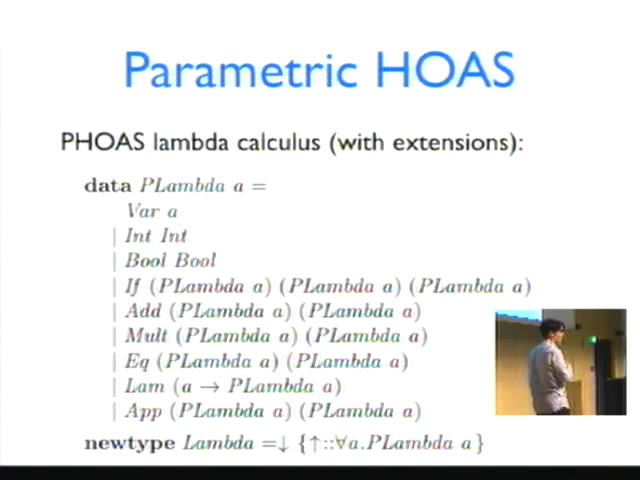 Parametric HOAS
PHOAS lambda calculus (with extensions):
data PLambda a =
Var a
| Int Int
| Bool Bool
| If (PLambda a) (PLambda a) (PLambda a)
| Add (PLambda a) (PLambda a)
| Mult (PLambda a) (PLambda a)
| Eq (PLambda a) (PLambda a)
| Lam (a → PLambda a)
| App (PLambda a) (PLambda a)
newtype Lambda =↓ {↑::∀a.PLambda a}